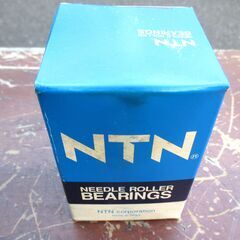 NTN
NTN®
NEEDLE ROLLER
BEARINGS
NTN corporation